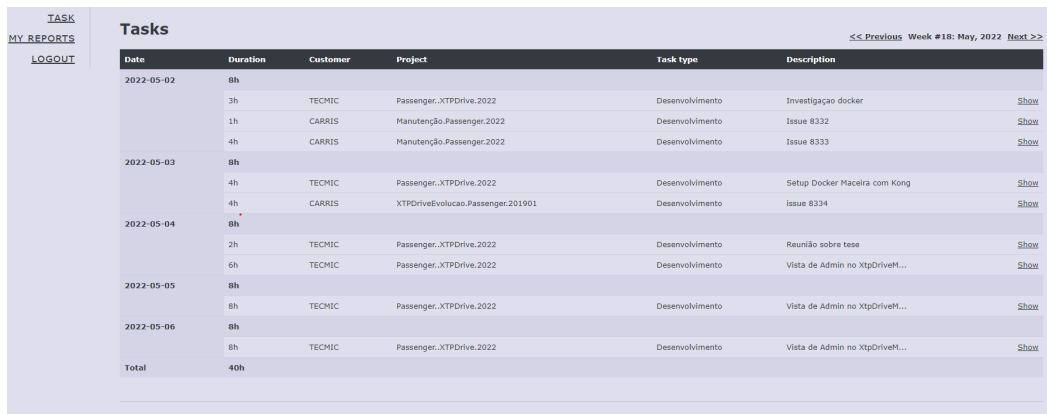 TASK
MY REPORTS
LOGOUT
Tasks
<< Previous Week #18: May, 2022 Next >>
Date Duration Customer Project Task type Description
2022-05-02 8h
3h TECMIC Passenger..XTPDrive.2022 Desenvolvimento Investigaçao docker Show
1h CARRIS Manutenção.Passenger.2022 Desenvolvimento Issue 8332 Show
4h CARRIS Manutenção.Passenger.2022 Desenvolvimento Issue 8333 Show
2022-05-03 8h
4h TECMIC Passenger..XTPDrive.2022 Desenvolvimento Setup Docker Maceira com Kong Show
4h CARRIS XTPDriveEvolucao.Passenger.201901 Desenvolvimento issue 8334 Show
2022-05-04 8h
2h TECMIC Passenger..XTPDrive.2022 Desenvolvimento Reunião sobre tese Show
6h TECMIC Passenger..XTPDrive.2022 Desenvolvimento Vista de Admin no XtpDriveM... Show
2022-05-05 8h
8h TECMIC Passenger..XTPDrive.2022 Desenvolvimento Vista de Admin no XtpDriveM... Show
2022-05-06 8h
8h TECMIC Passenger..XTPDrive.2022 Desenvolvimento Vista de Admin no XtpDriveM... Show
Total 40h